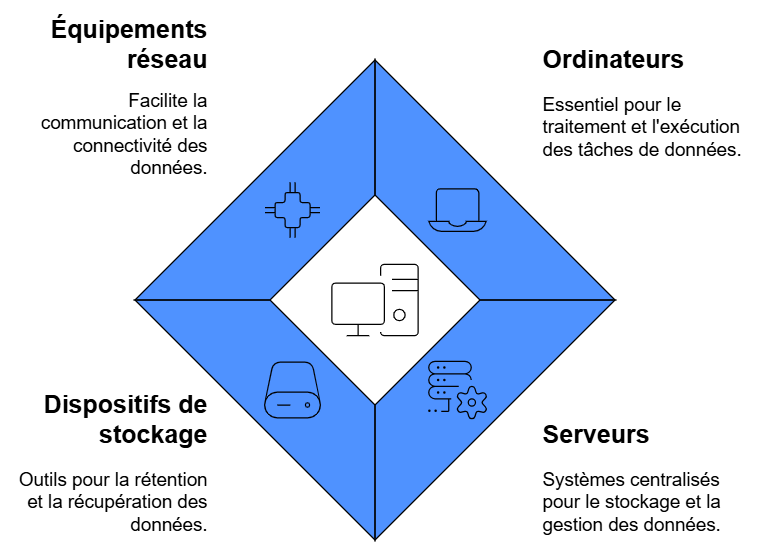 Équipements
réseau
Facilite la
communication et la
connectivité des
données.
Ordinateurs
Essentiel pour le
traitement et l'exécution
des tâches de données.
Dispositifs de
stockage
Outils pour la rétention
et la récupération des
données.
Serveurs
Systèmes centralisés
pour le stockage et la
gestion des données.